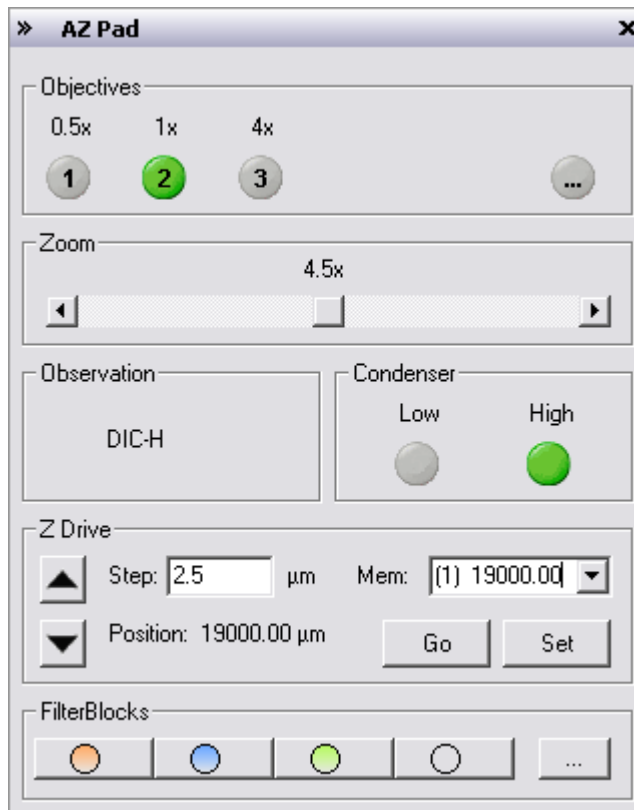 » AZ Pad x
Objectives
0.5x 1x 4x
1 2 3 ...
Zoom
4.5x
Observation
DIC-H
Condenser
Low High
Z Drive
Step: 2.5 µm Mem: (1) 19000.00
Position: 19000.00 µm Go Set
FilterBlocks
...